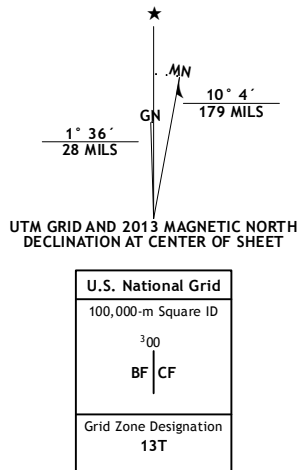 ★
MN
GN
10° 4´
179 MILS
1° 36´
28 MILS
UTM GRID AND 2013 MAGNETIC NORTH
DECLINATION AT CENTER OF SHEET
U.S. National Grid
100,000-m Square ID
³00
BF CF
Grid Zone Designation
13T